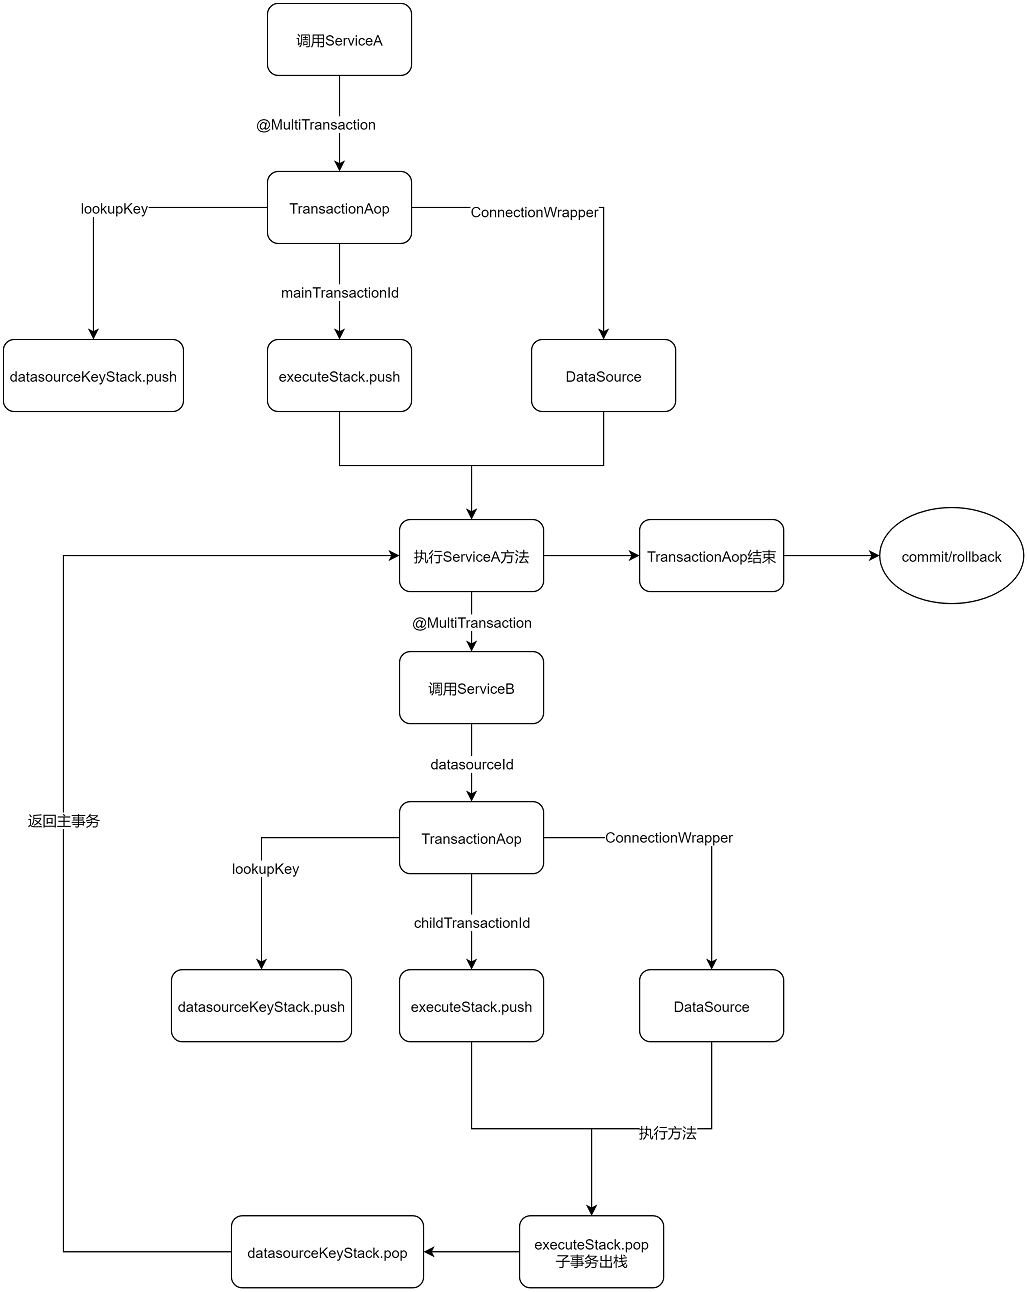 调用ServiceA
@MultiTransaction
lookupKey
TransactionAop
ConnectionWrapper
mainTransactionId
datasourceKeyStack.push
executeStack.push
DataSource
执行ServiceA方法
TransactionAop结束
commit/rollback
@MultiTransaction
调用ServiceB
datasourceId
返回主事务
TransactionAop
ConnectionWrapper
lookupKey
childTransactionId
datasourceKeyStack.push
executeStack.push
DataSource
执行方法
datasourceKeyStack.pop
executeStack.pop
子事务出栈